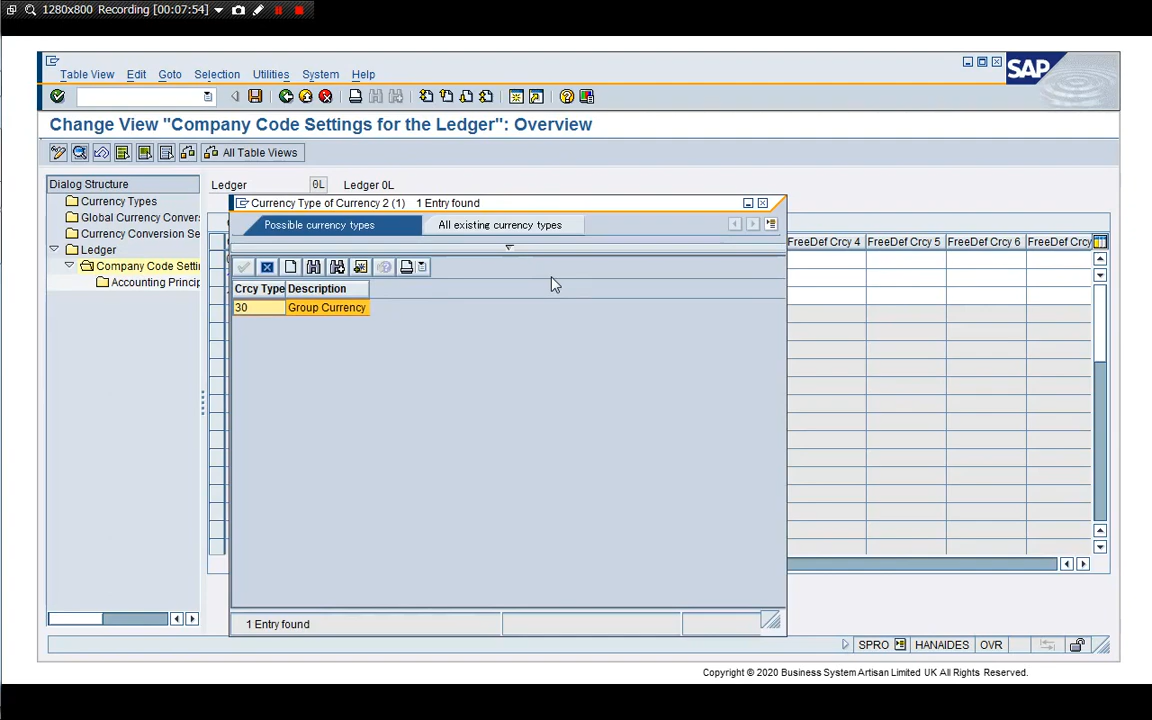 1280x800 Recording [00:07:54]
Table View Edit Goto Selection Utilities System Help
SAP
Change View "Company Code Settings for the Ledger": Overview
All Table Views
Dialog Structure
Currency Types
Global Currency Conver
Currency Conversion Se
Ledger
Company Code Setti
Accounting Princip
Ledger 0L Ledger 0L
Currency Type of Currency 2 (1) 1 Entry found
Possible currency types All existing currency types
Crcy Type Description
30 Group Currency
FreeDef Crcy 4 FreeDef Crcy 5 FreeDef Crcy 6 FreeDef Crcy
1 Entry found
SPRO HANAIDES OVR
Copyright © 2020 Business System Artisan Limited UK All Rights Reserved.